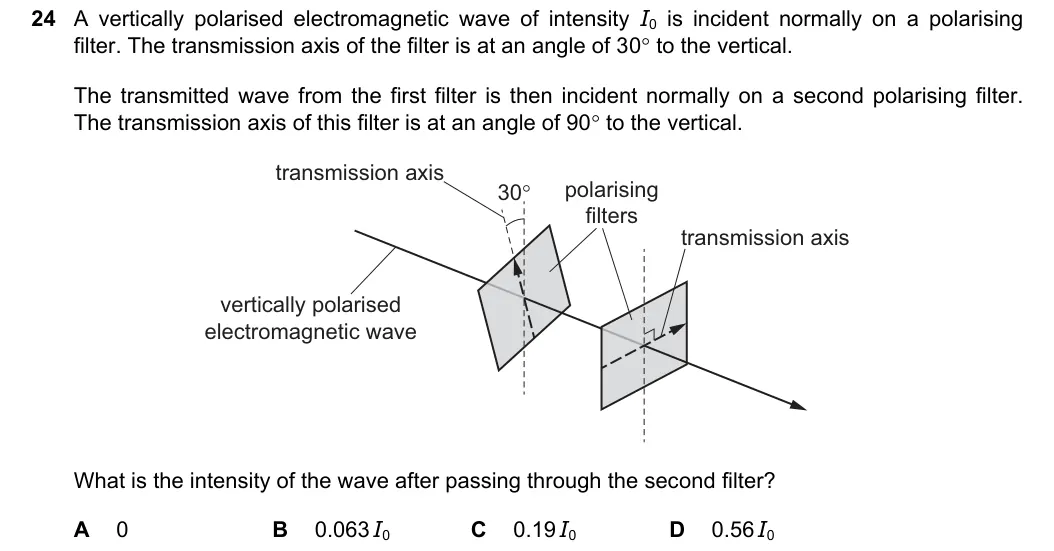 24 A vertically polarised electromagnetic wave of intensity I₀ is incident normally on a polarising
filter. The transmission axis of the filter is at an angle of 30° to the vertical.
The transmitted wave from the first filter is then incident normally on a second polarising filter.
The transmission axis of this filter is at an angle of 90° to the vertical.
transmission axis
30°
polarising
filters
transmission axis
vertically polarised
electromagnetic wave
What is the intensity of the wave after passing through the second filter?
A 0 B 0.063 I₀ C 0.19 I₀ D 0.56 I₀